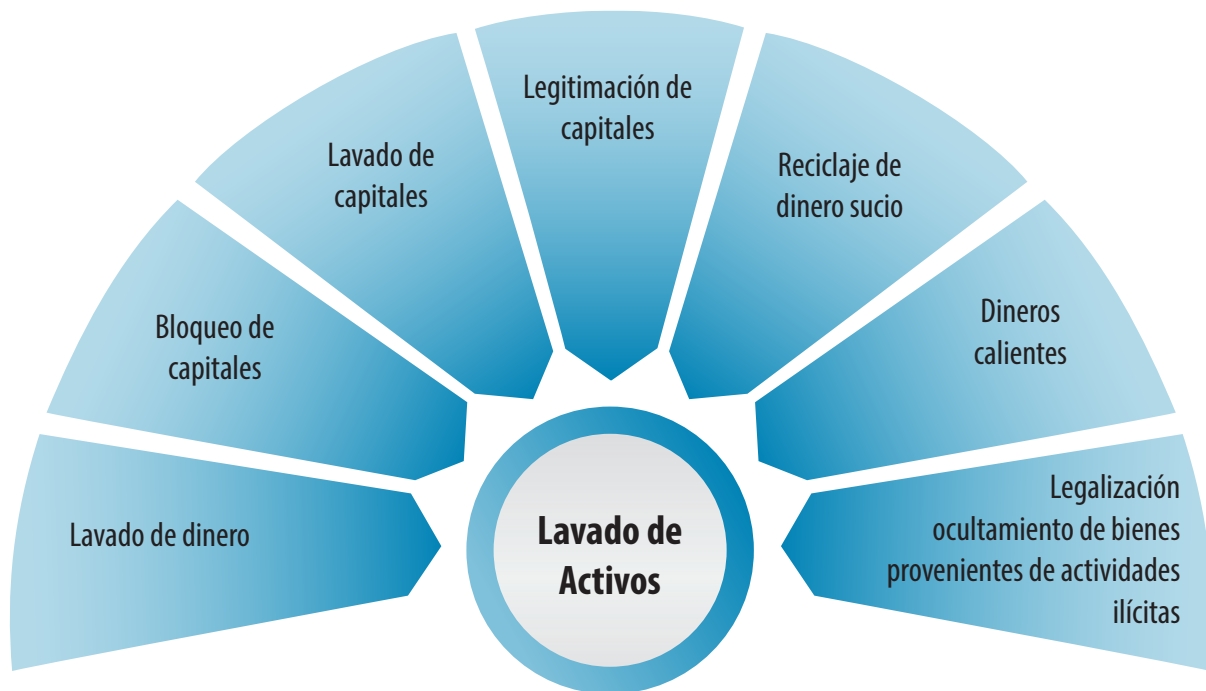 Lavado de dinero
Bloqueo de
capitales
Lavado de
capitales
Legitimación de
capitales
Reciclaje de
dinero sucio
Dineros
calientes
Legalización
ocultamiento de bienes
provenientes de actividades
ilícitas
Lavado de
Activos